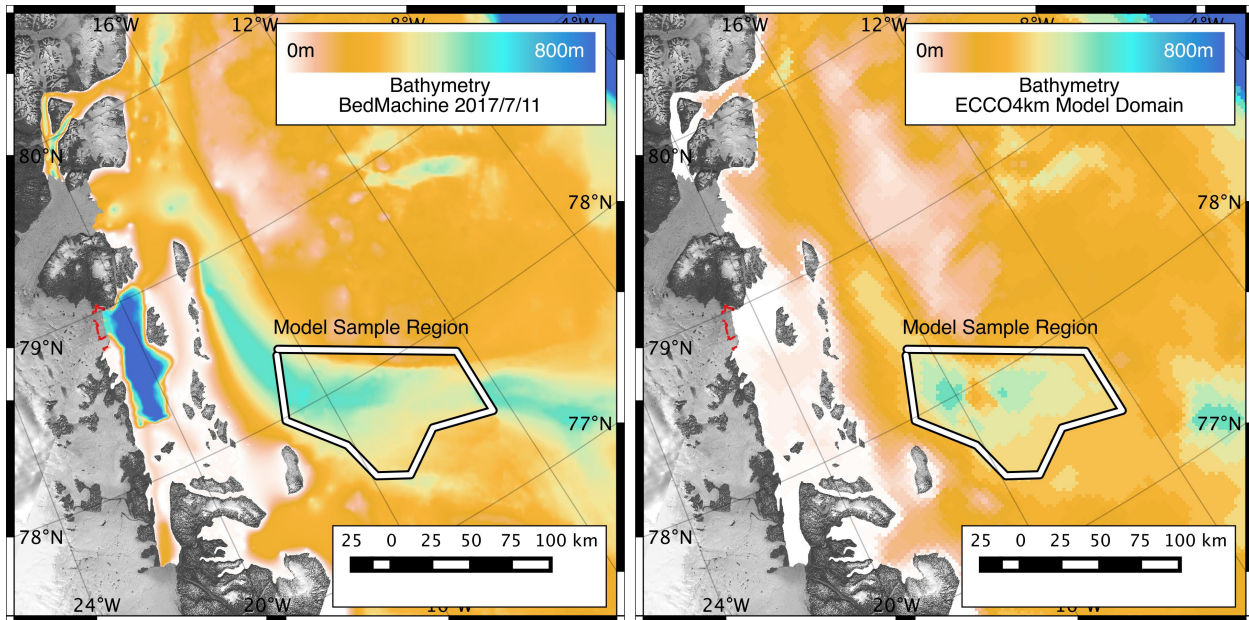 16°W
12°W
8°W
4°W
0m
800m
Bathymetry
BedMachine 2017/7/11
80°N
78°N
Model Sample Region
79°N
77°N
78°N
25 0 25 50 75 100 km
24°W
20°W
16°W
16°W
12°W
8°W
4°W
0m
800m
Bathymetry
ECCO4km Model Domain
80°N
78°N
Model Sample Region
79°N
77°N
78°N
25 0 25 50 75 100 km
24°W
20°W
16°W